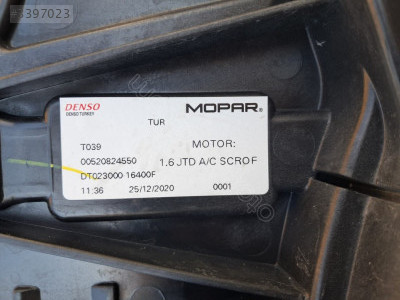 DENSO
DENSO TURKEY
MOPAR®
TUR
T039
MOTOR:
00520824550
1.6 JTD A/C SCROF
DT023000 16400F
11:36 25/12/2020 0001